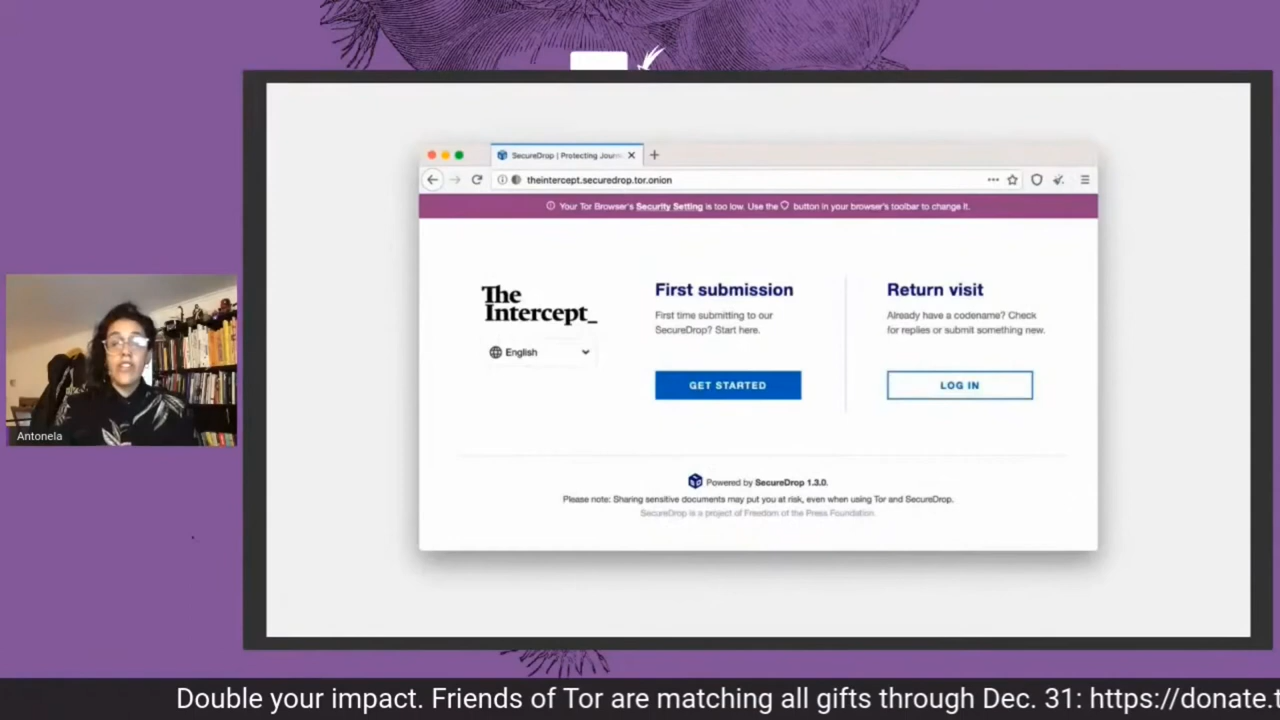 SecureDrop | Protecting Journ
theintercept.securedrop.tor.onion
Your Tor Browser's Security Setting is too low. Use the button in your browser's toolbar to change it.
The
Intercept_
English
First submission
First time submitting to our
SecureDrop? Start here.
GET STARTED
Return visit
Already have a codename? Check
for replies or submit something new.
LOG IN
Powered by SecureDrop 1.3.0.
Please note: Sharing sensitive documents may put you at risk, even when using Tor and SecureDrop.
SecureDrop is a project of Freedom of the Press Foundation.
Antonela
Double your impact. Friends of Tor are matching all gifts through Dec. 31: https://donate.t